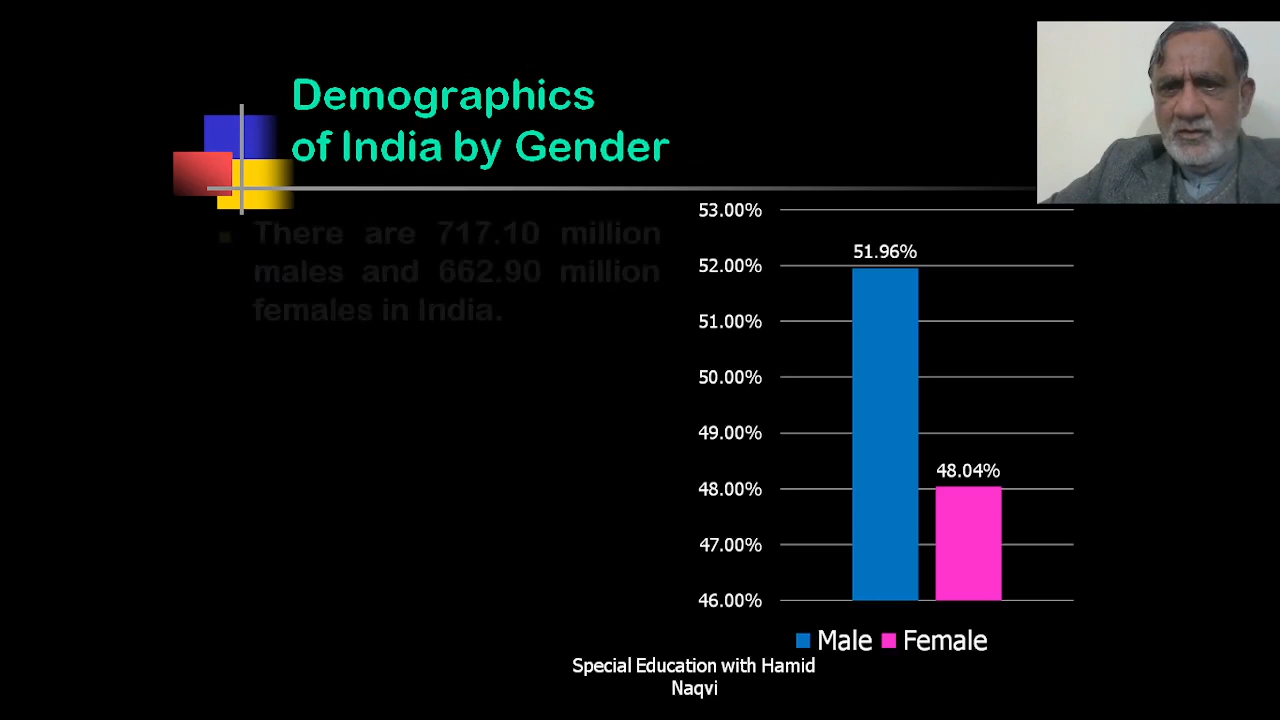 Demographics
of India by Gender
There are 717.10 million
males and 662.90 million
females in India.
53.00%
52.00%
51.00%
50.00%
49.00%
48.00%
47.00%
46.00%
51.96%
48.04%
Male Female
Special Education with Hamid
Naqvi